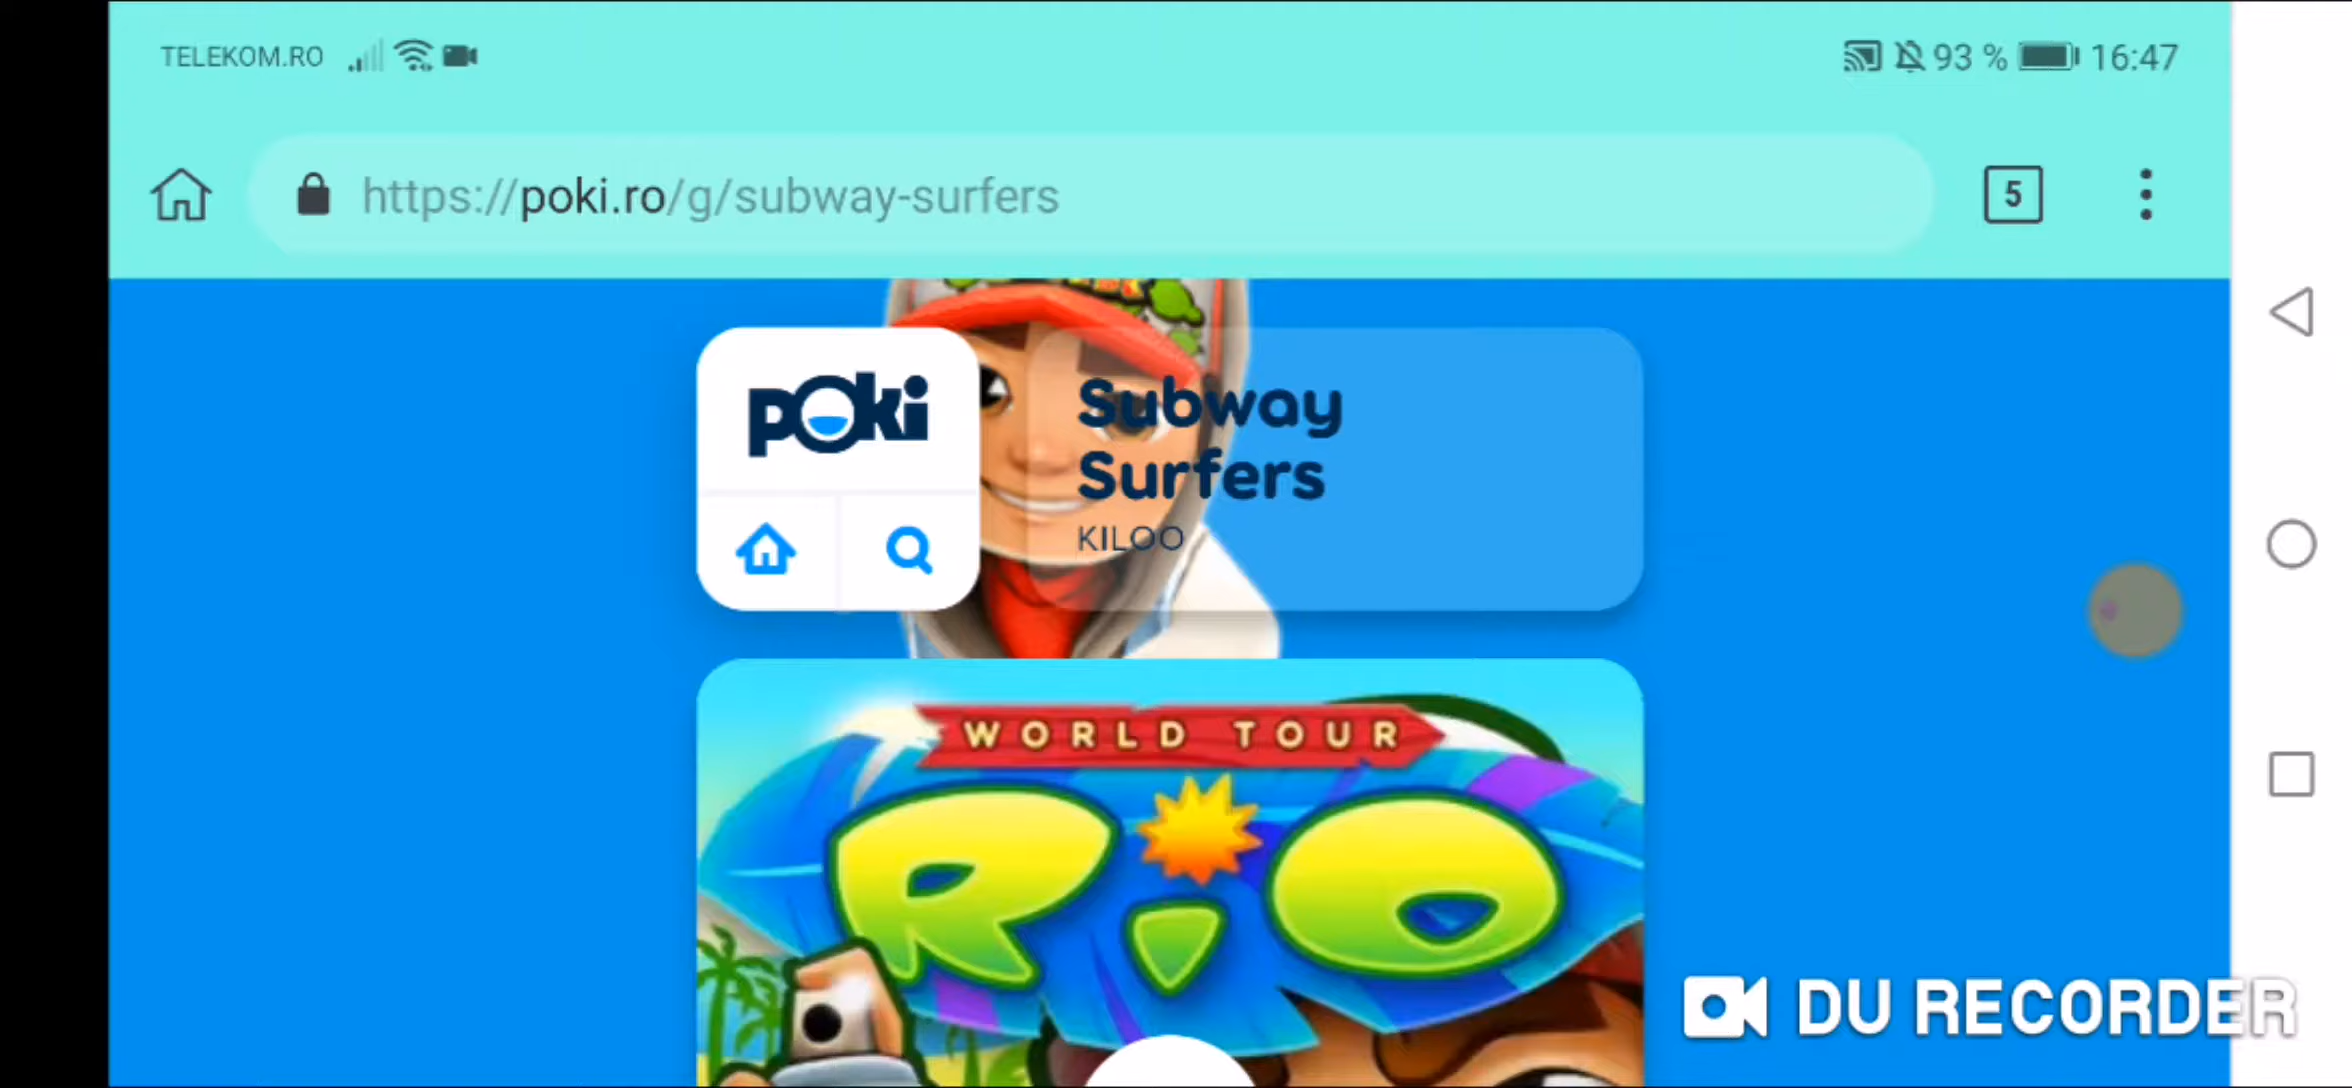 TELEKOM.RO
93 %
16:47
https://poki.ro/g/subway-surfers
5
poki
Subway
Surfers
KILOO
WORLD TOUR
RIO
DU RECORDER